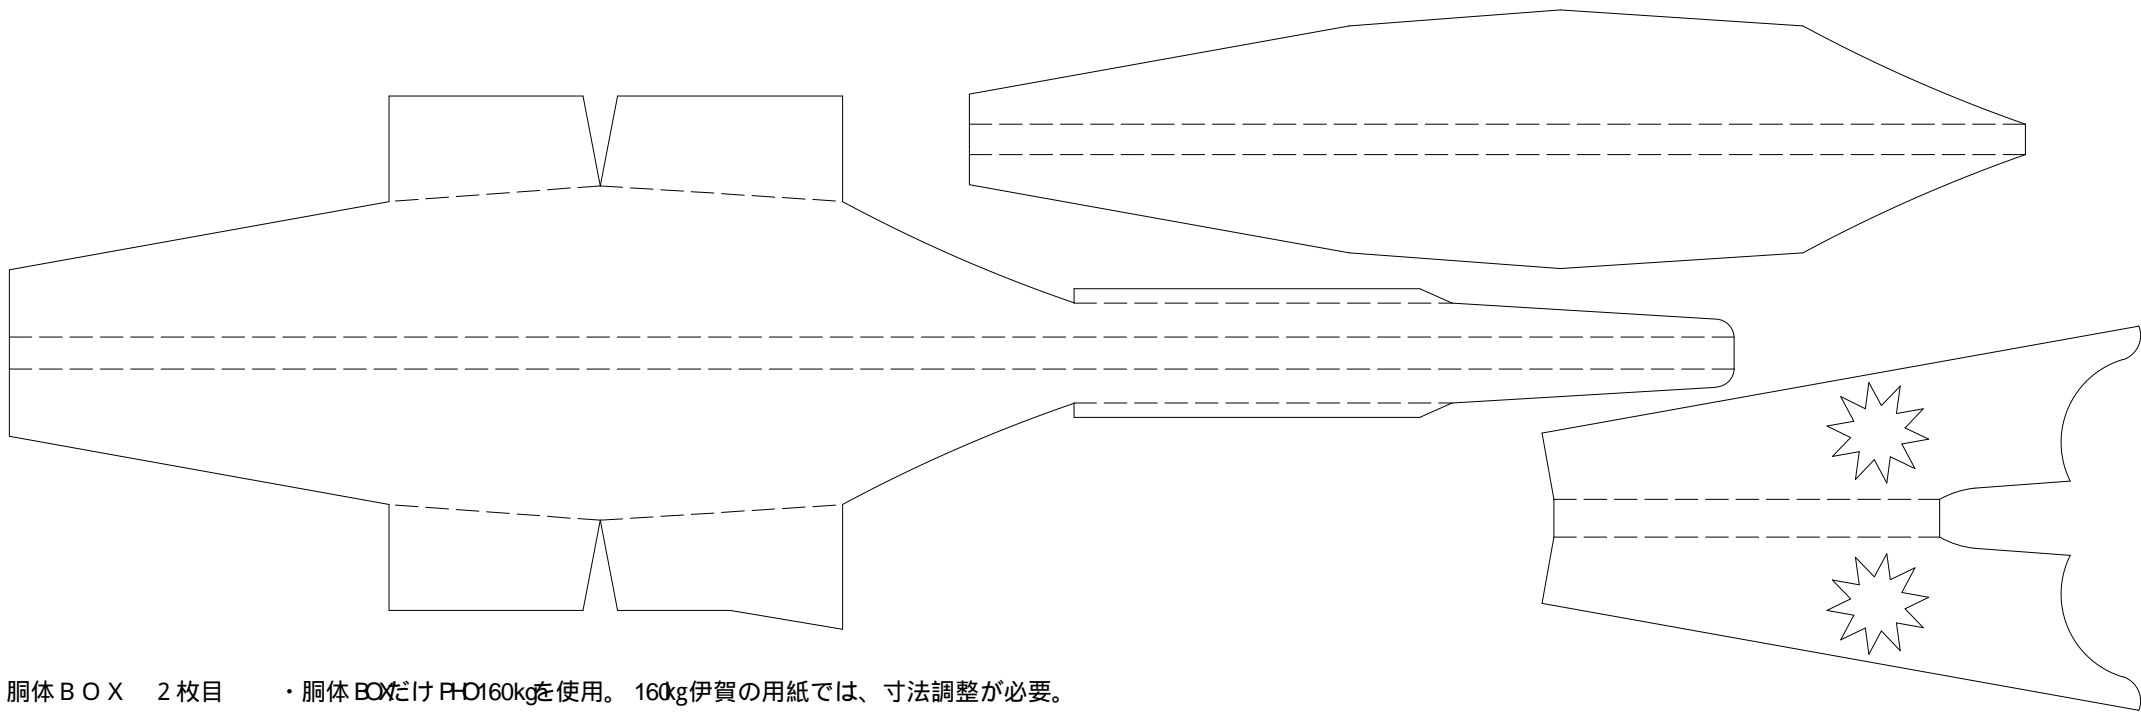 胴体ＢＯＸ　２枚目　　・胴体BOXだけPHO160kgを使用。 160kg伊賀の用紙では、寸法調整が必要。